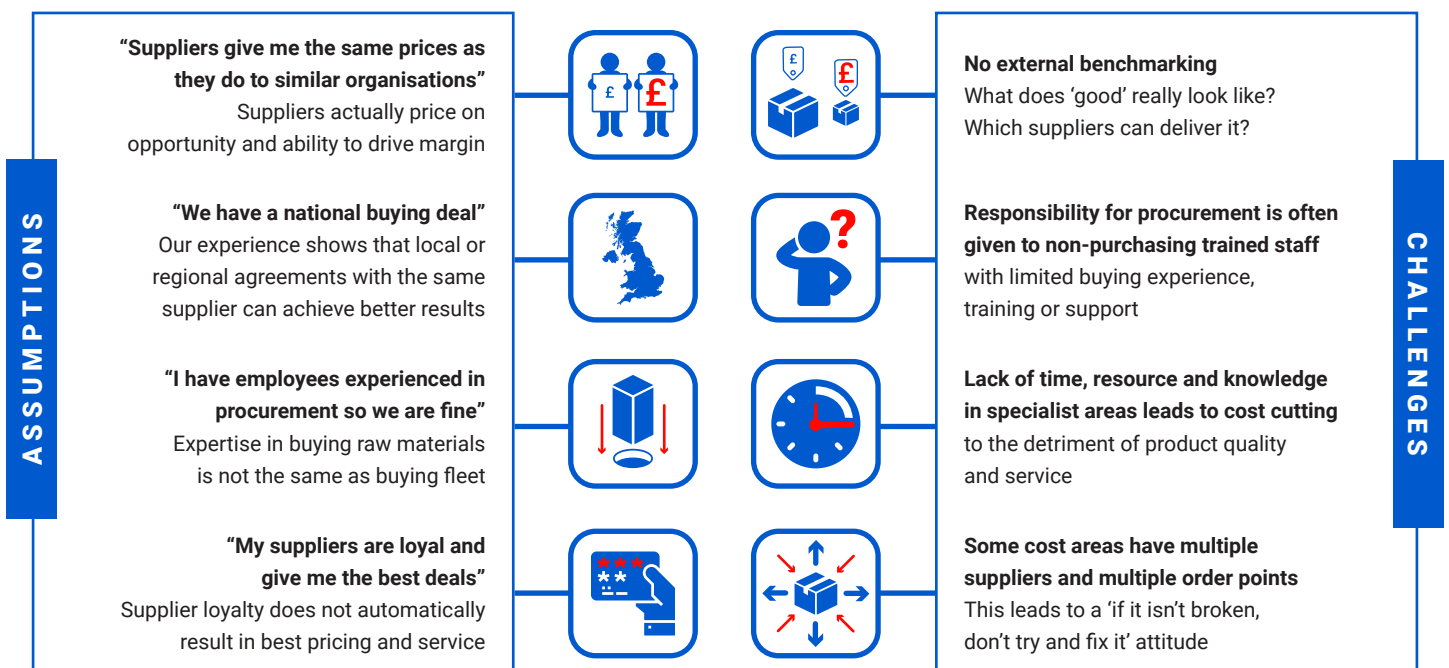 ASSUMPTIONS
“Suppliers give me the same prices as
they do to similar organisations”
Suppliers actually price on
opportunity and ability to drive margin
“We have a national buying deal”
Our experience shows that local or
regional agreements with the same
supplier can achieve better results
“I have employees experienced in
procurement so we are fine”
Expertise in buying raw materials
is not the same as buying fleet
“My suppliers are loyal and
give me the best deals”
Supplier loyalty does not automatically
result in best pricing and service
£
£
£
£
?
***
**
CHALLENGES
No external benchmarking
What does ‘good’ really look like?
Which suppliers can deliver it?
Responsibility for procurement is often
given to non-purchasing trained staff
with limited buying experience,
training or support
Lack of time, resource and knowledge
in specialist areas leads to cost cutting
to the detriment of product quality
and service
Some cost areas have multiple
suppliers and multiple order points
This leads to a ‘if it isn’t broken,
don’t try and fix it’ attitude